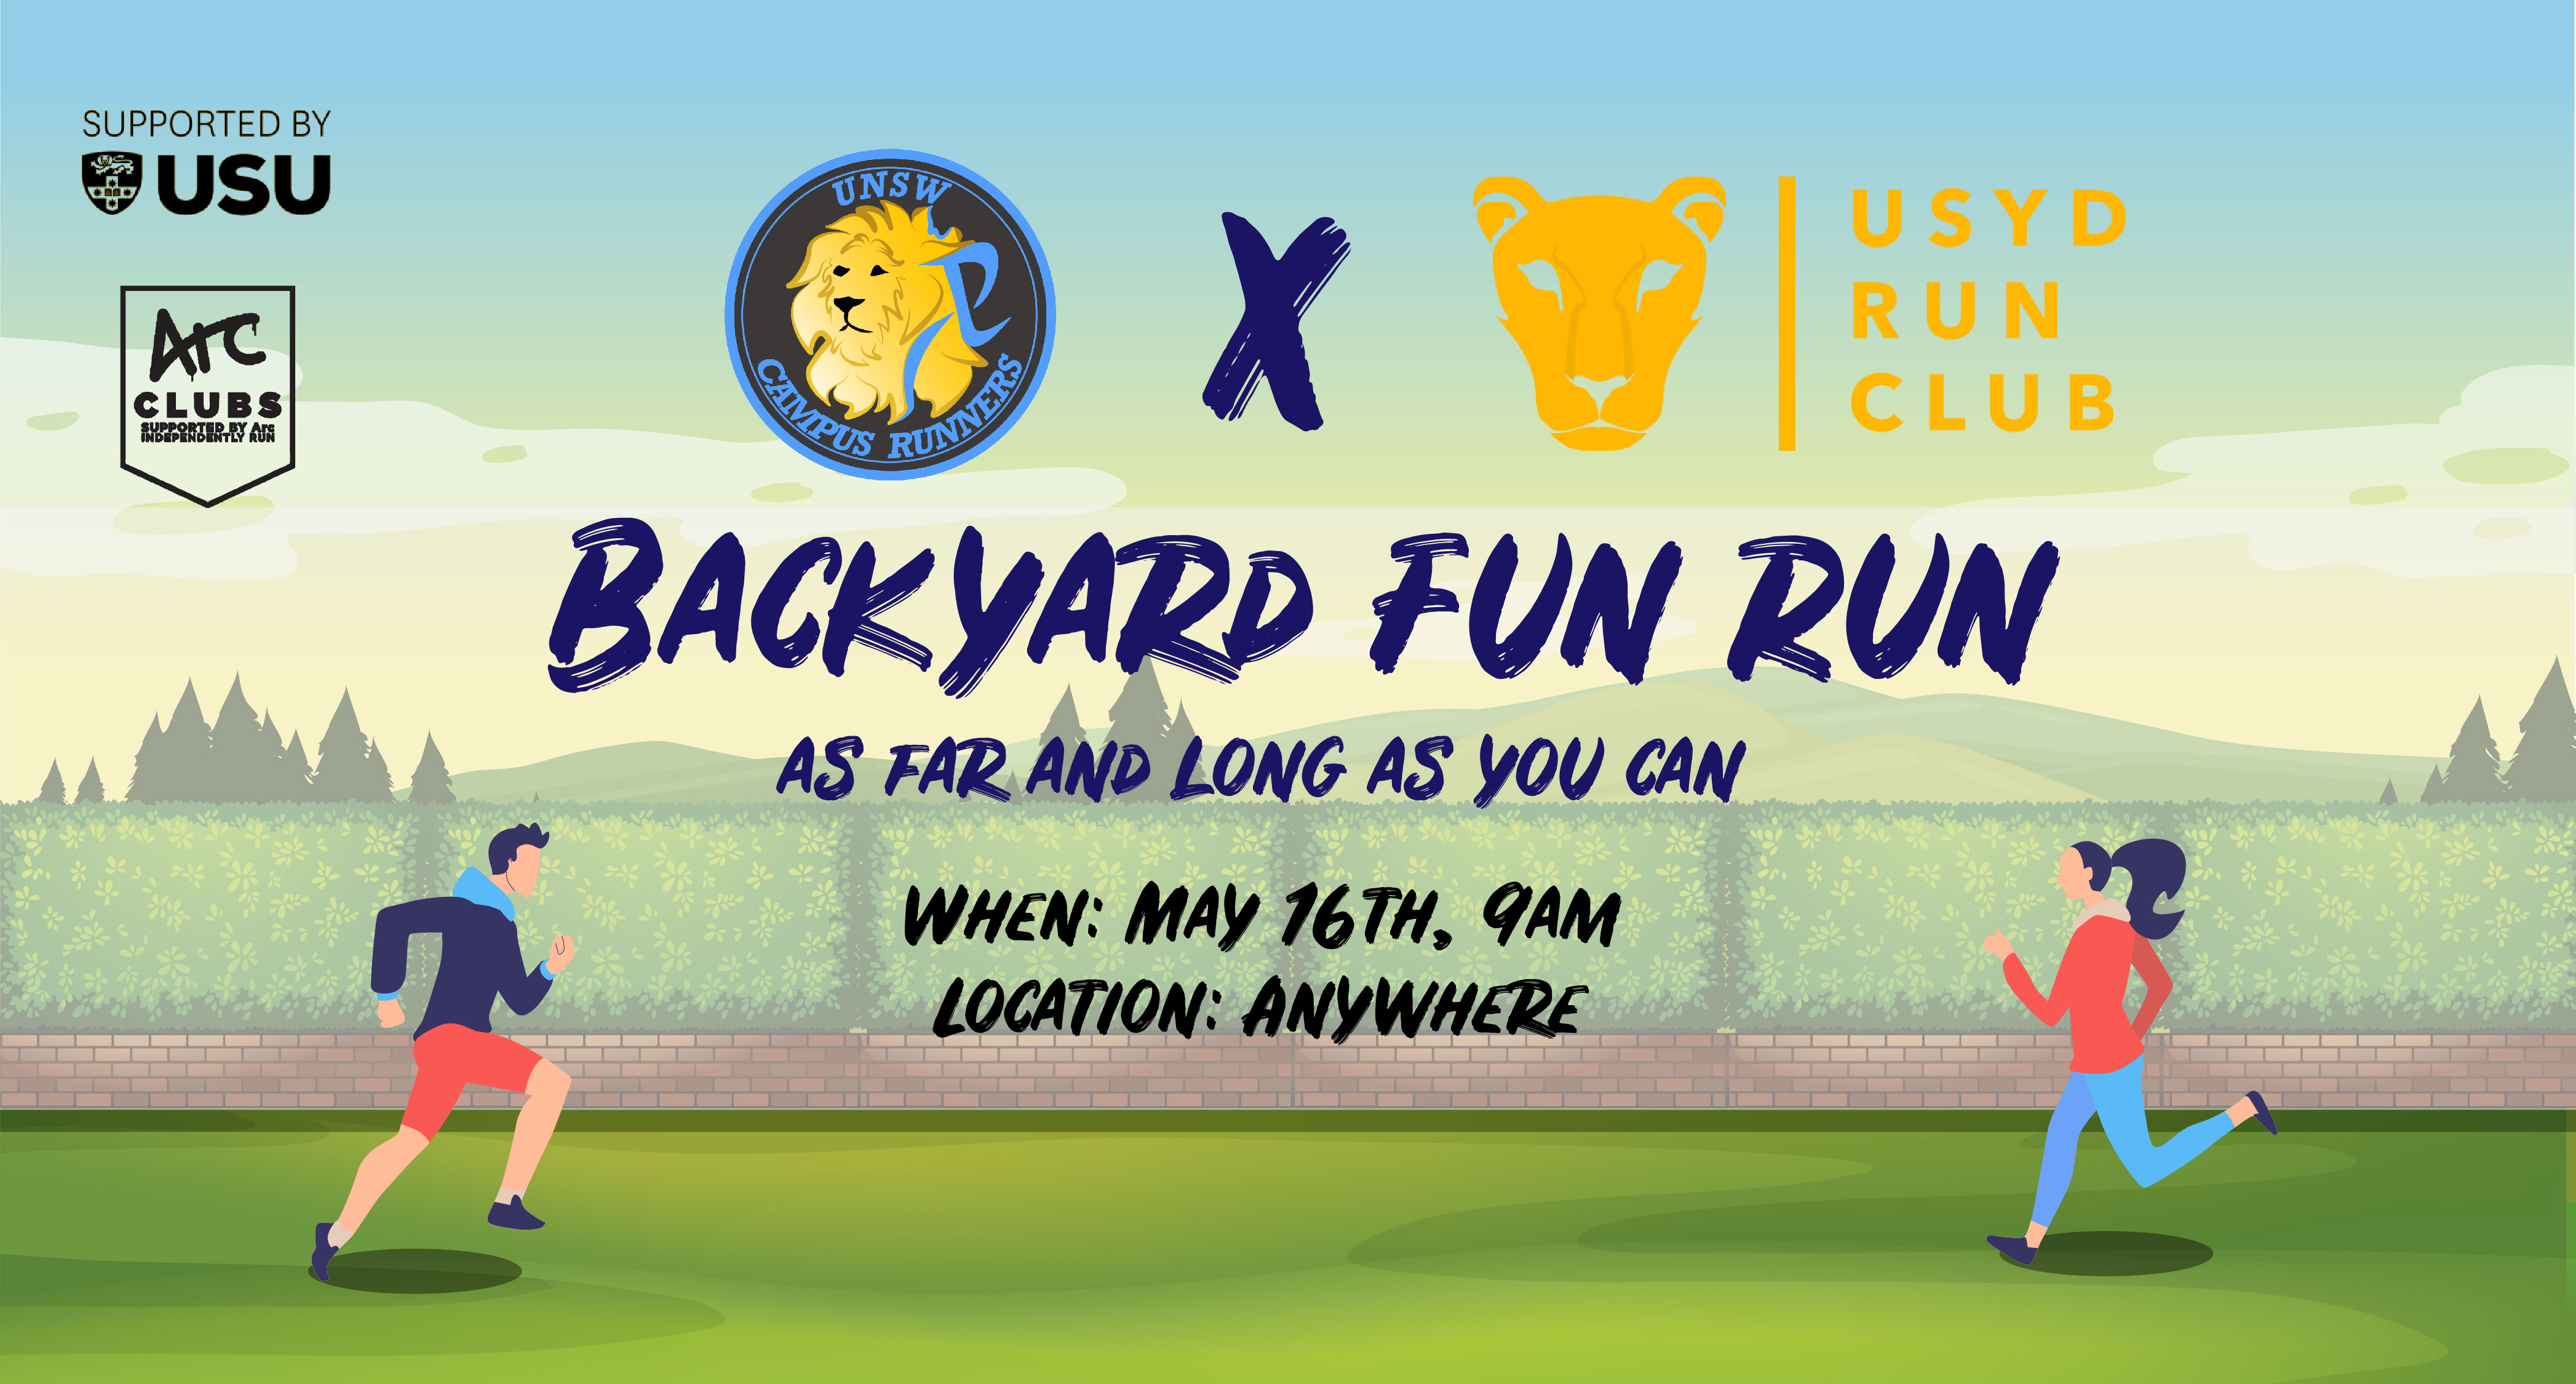 SUPPORTED BY
USU
Arc
CLUBS
SUPPORTED BY Arc
INDEPENDENTLY RUN
UNSW
CAMPUS RUNNERS
X
USYD
RUN
CLUB
BACKYARD FUN RUN
AS FAR AND LONG AS YOU CAN
WHEN: MAY 16TH, 9AM
LOCATION: ANYWHERE